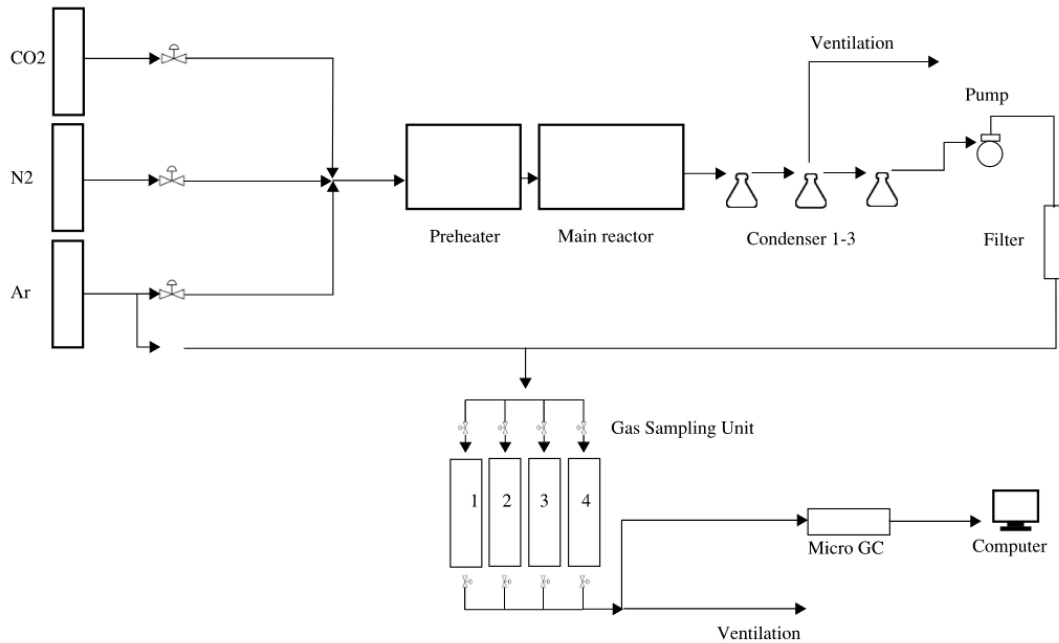 CO2
Ventilation
Pump
N2
Preheater
Main reactor
Condenser 1-3
Filter
Ar
Gas Sampling Unit
1 2 3 4
Micro GC
Computer
Ventilation